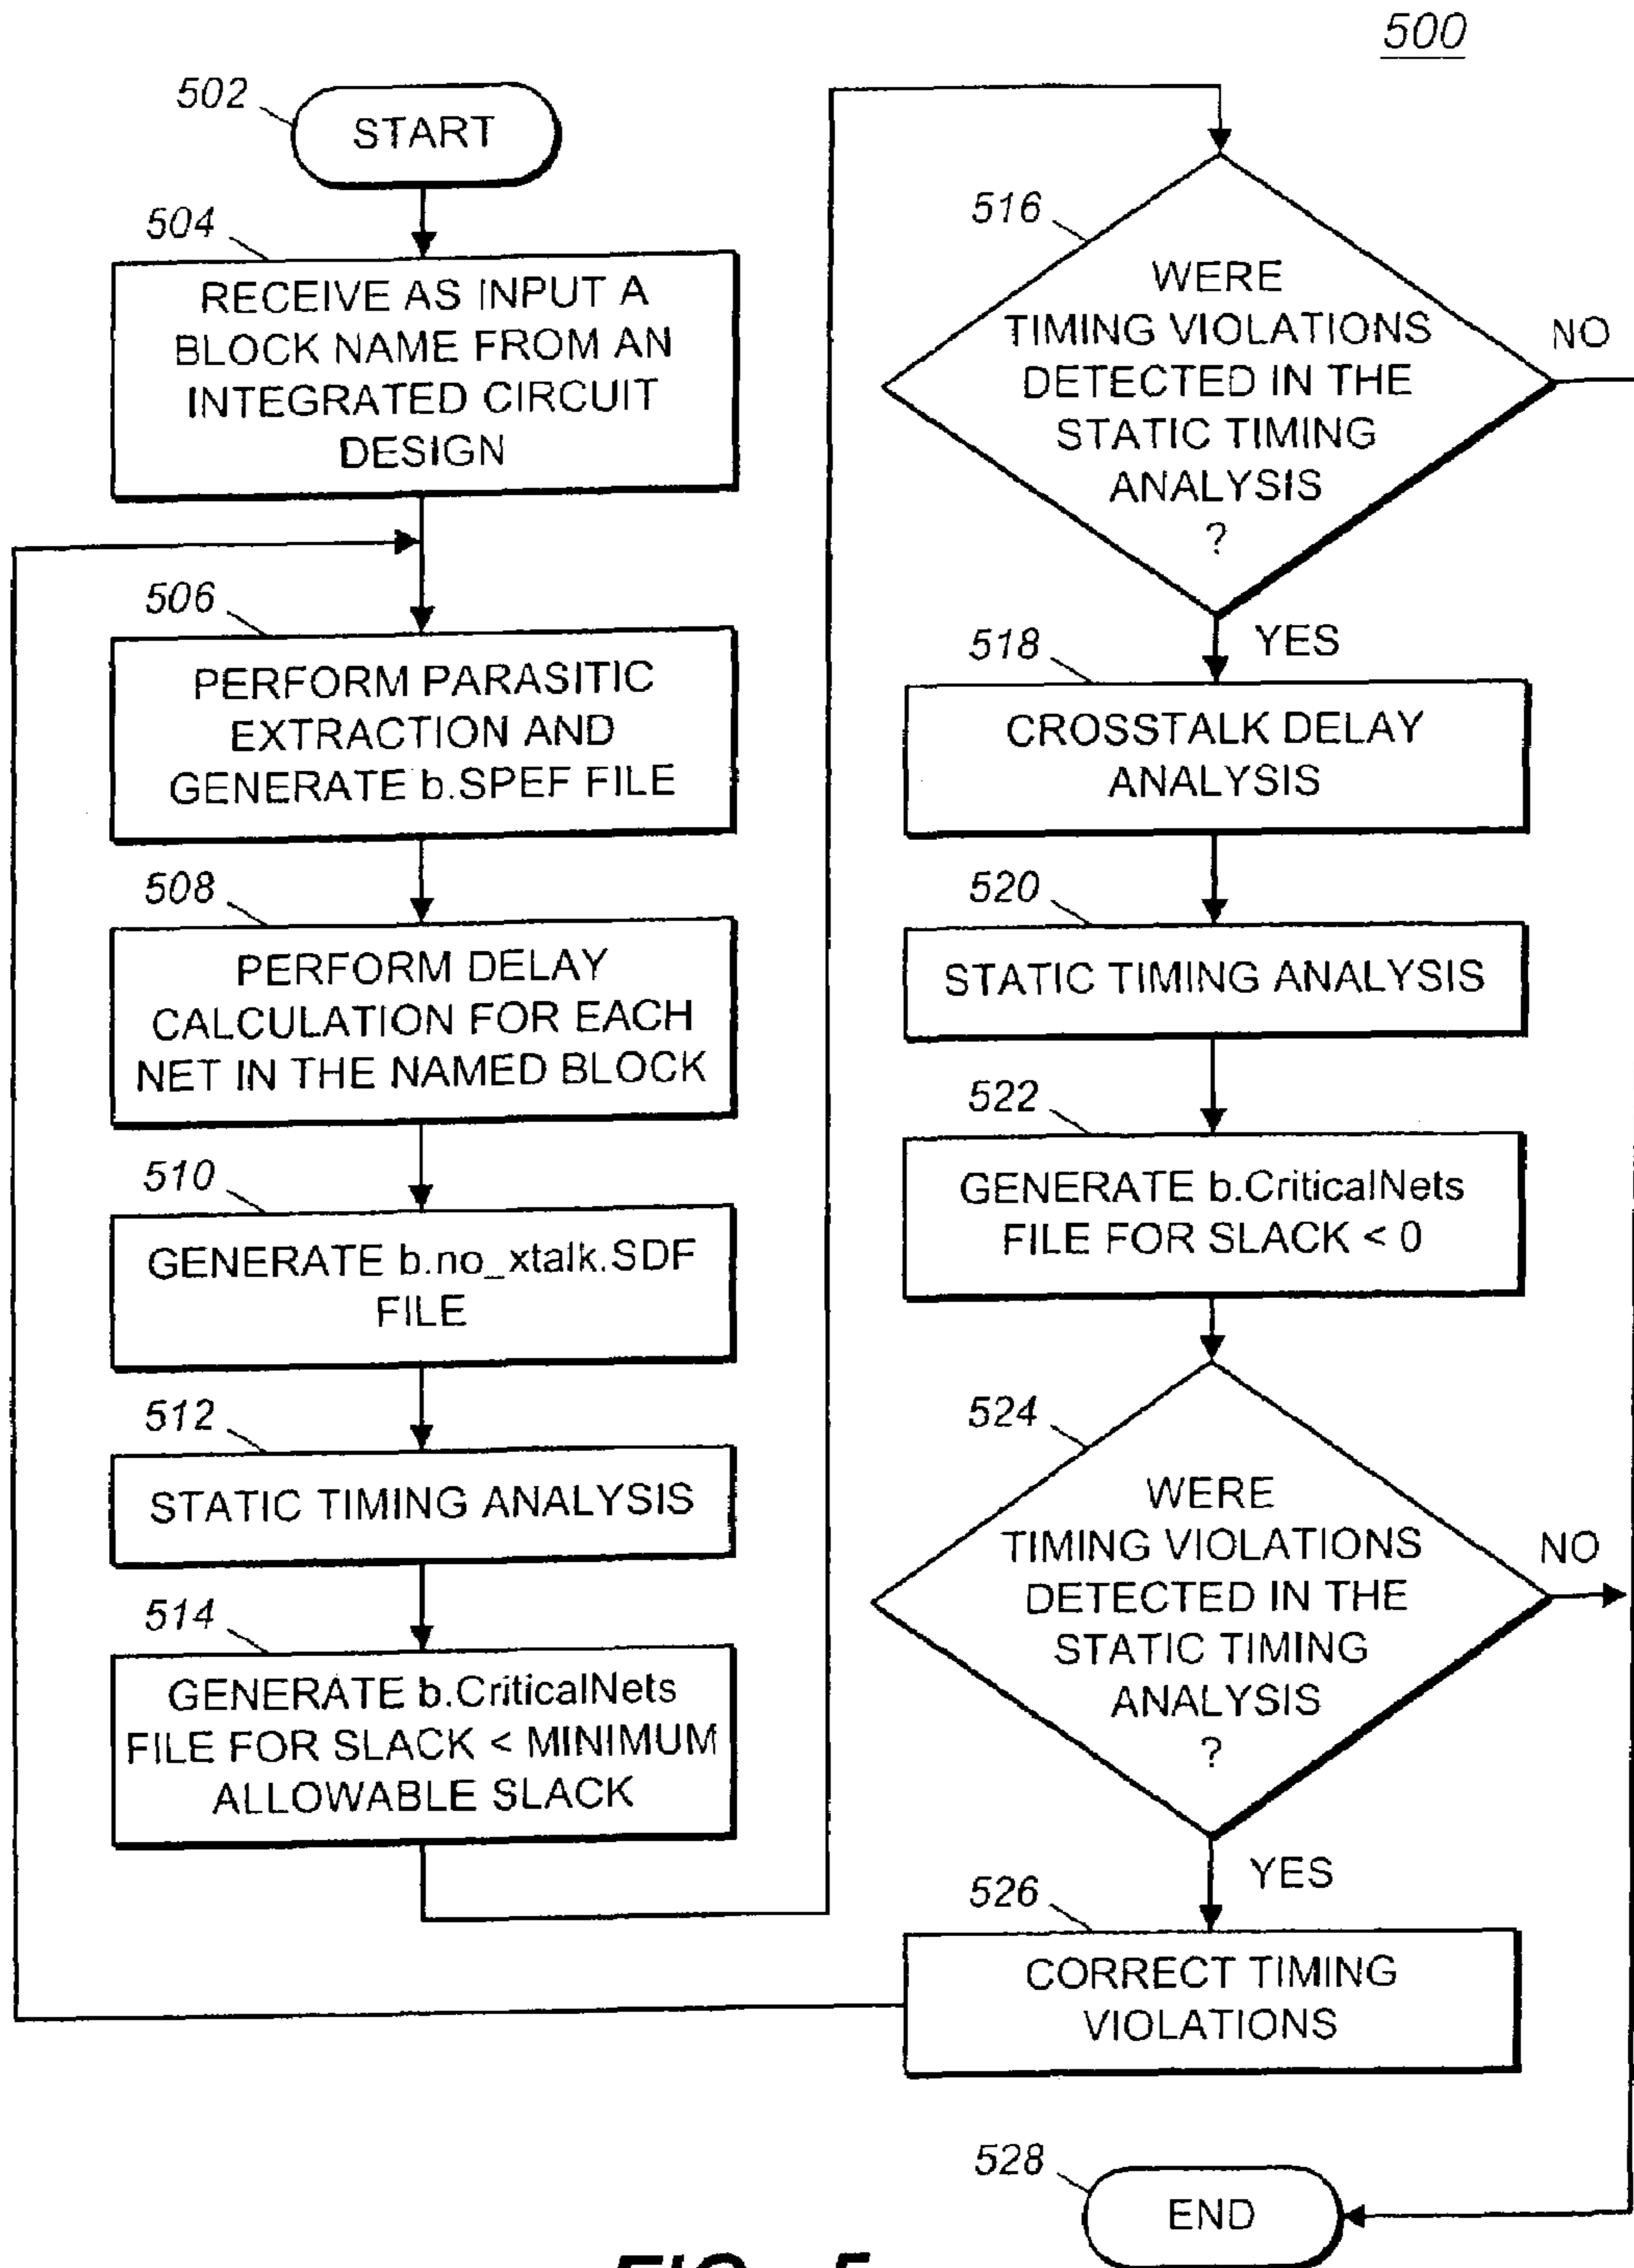 500
502
START
504
RECEIVE AS INPUT A
BLOCK NAME FROM AN
INTEGRATED CIRCUIT
DESIGN
506
PERFORM PARASITIC
EXTRACTION AND
GENERATE b.SPEF FILE
508
PERFORM DELAY
CALCULATION FOR EACH
NET IN THE NAMED BLOCK
510
GENERATE b.no_xtalk.SDF
FILE
512
STATIC TIMING ANALYSIS
514
GENERATE b.CriticalNets
FILE FOR SLACK < MINIMUM
ALLOWABLE SLACK
516
WERE
TIMING VIOLATIONS
DETECTED IN THE
STATIC TIMING
ANALYSIS
?
NO
YES
518
CROSSTALK DELAY
ANALYSIS
520
STATIC TIMING ANALYSIS
522
GENERATE b.CriticalNets
FILE FOR SLACK < 0
524
WERE
TIMING VIOLATIONS
DETECTED IN THE
STATIC TIMING
ANALYSIS
?
NO
YES
526
CORRECT TIMING
VIOLATIONS
528
END
FIG. 5